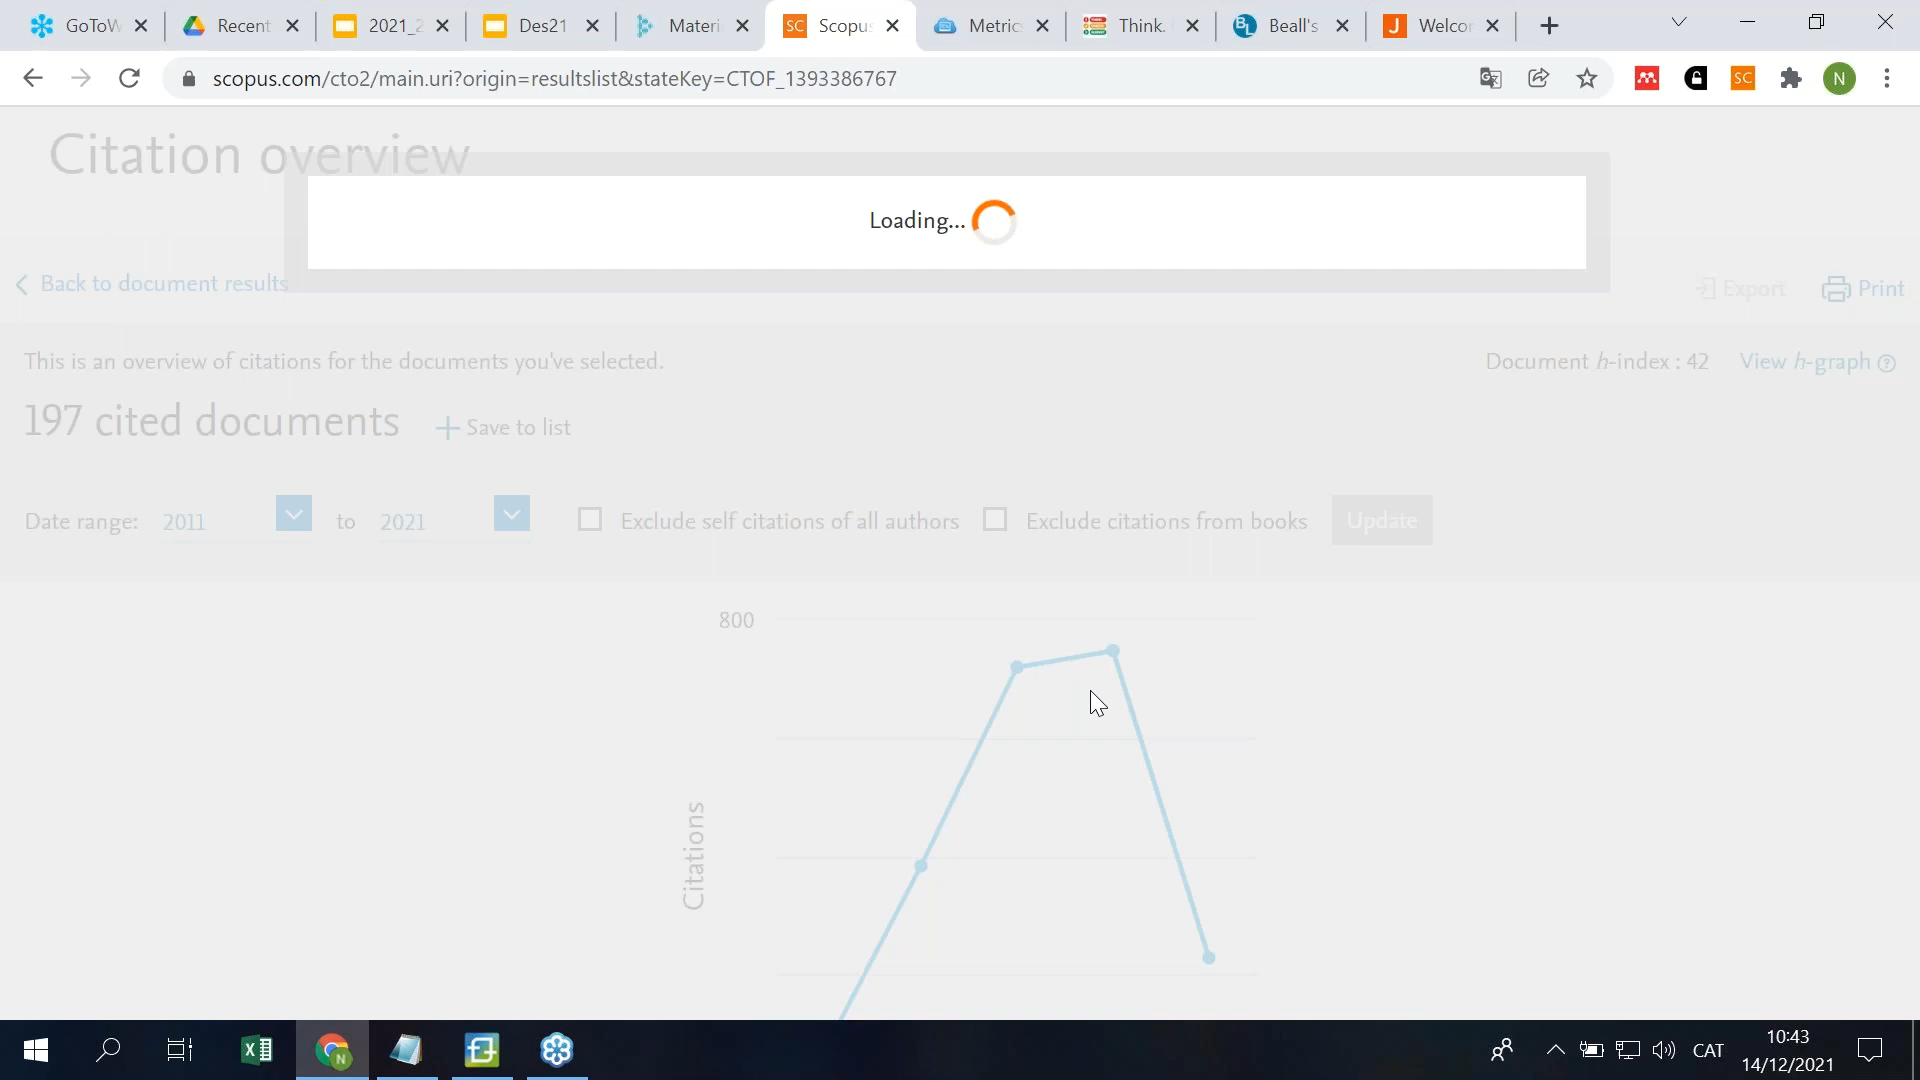 GoToW
Recent
2021_2
Des21
Materi
Scopus
Metrics
Think.
Beall's
Welcor
scopus.com/cto2/main.uri?origin=resultslist&stateKey=CTOF_1393386767
SC
N
Citation overview
Loading...
Back to document results
Export
Print
This is an overview of citations for the documents you've selected.
Document h-index : 42
View h-graph
197 cited documents
Save to list
Date range: 2011 to 2021
Exclude self citations of all authors
Exclude citations from books
Update
800
Citations
CAT
10:43
14/12/2021